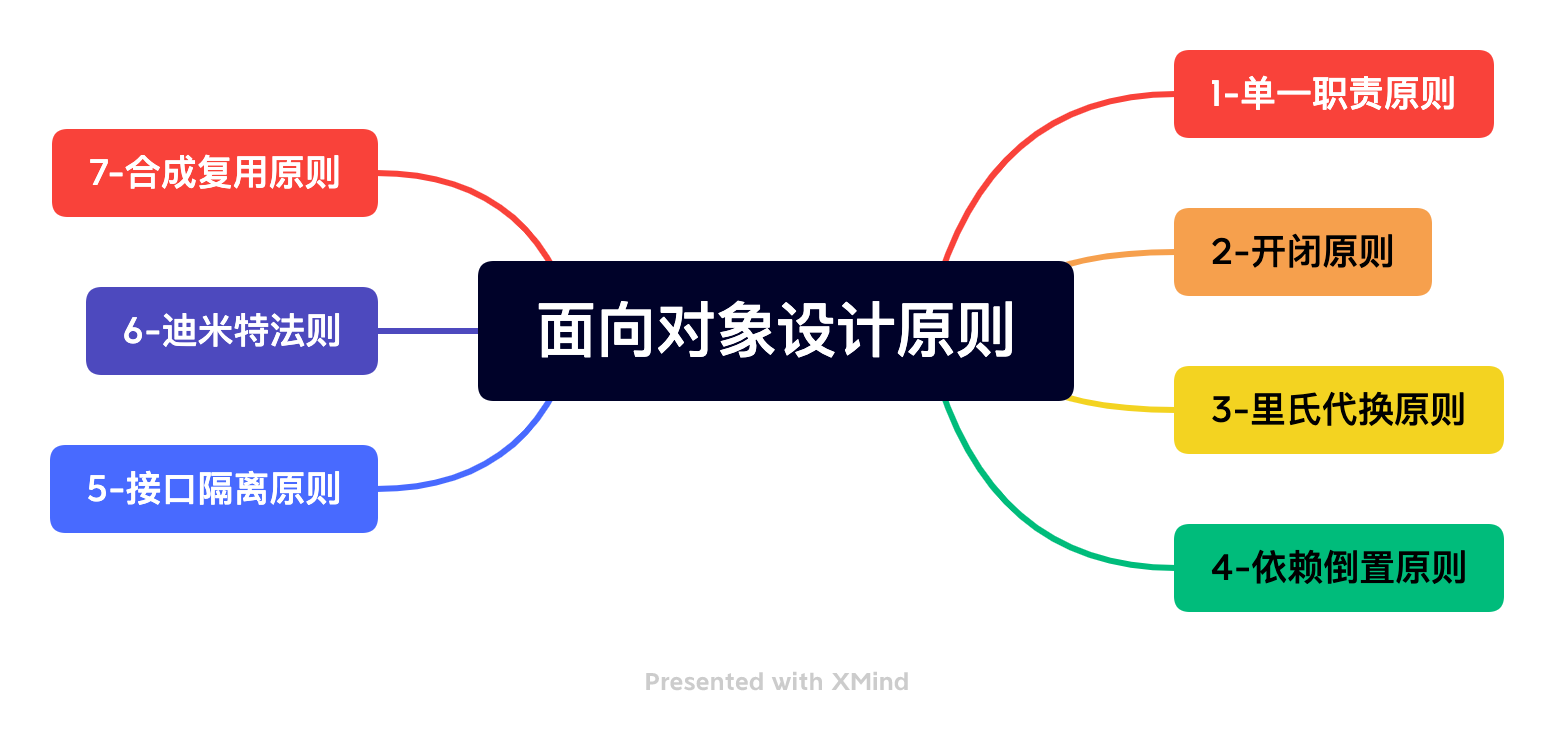 面向对象设计原则
1-单一职责原则
2-开闭原则
3-里氏代换原则
4-依赖倒置原则
5-接口隔离原则
6-迪米特法则
7-合成复用原则
Presented with XMind